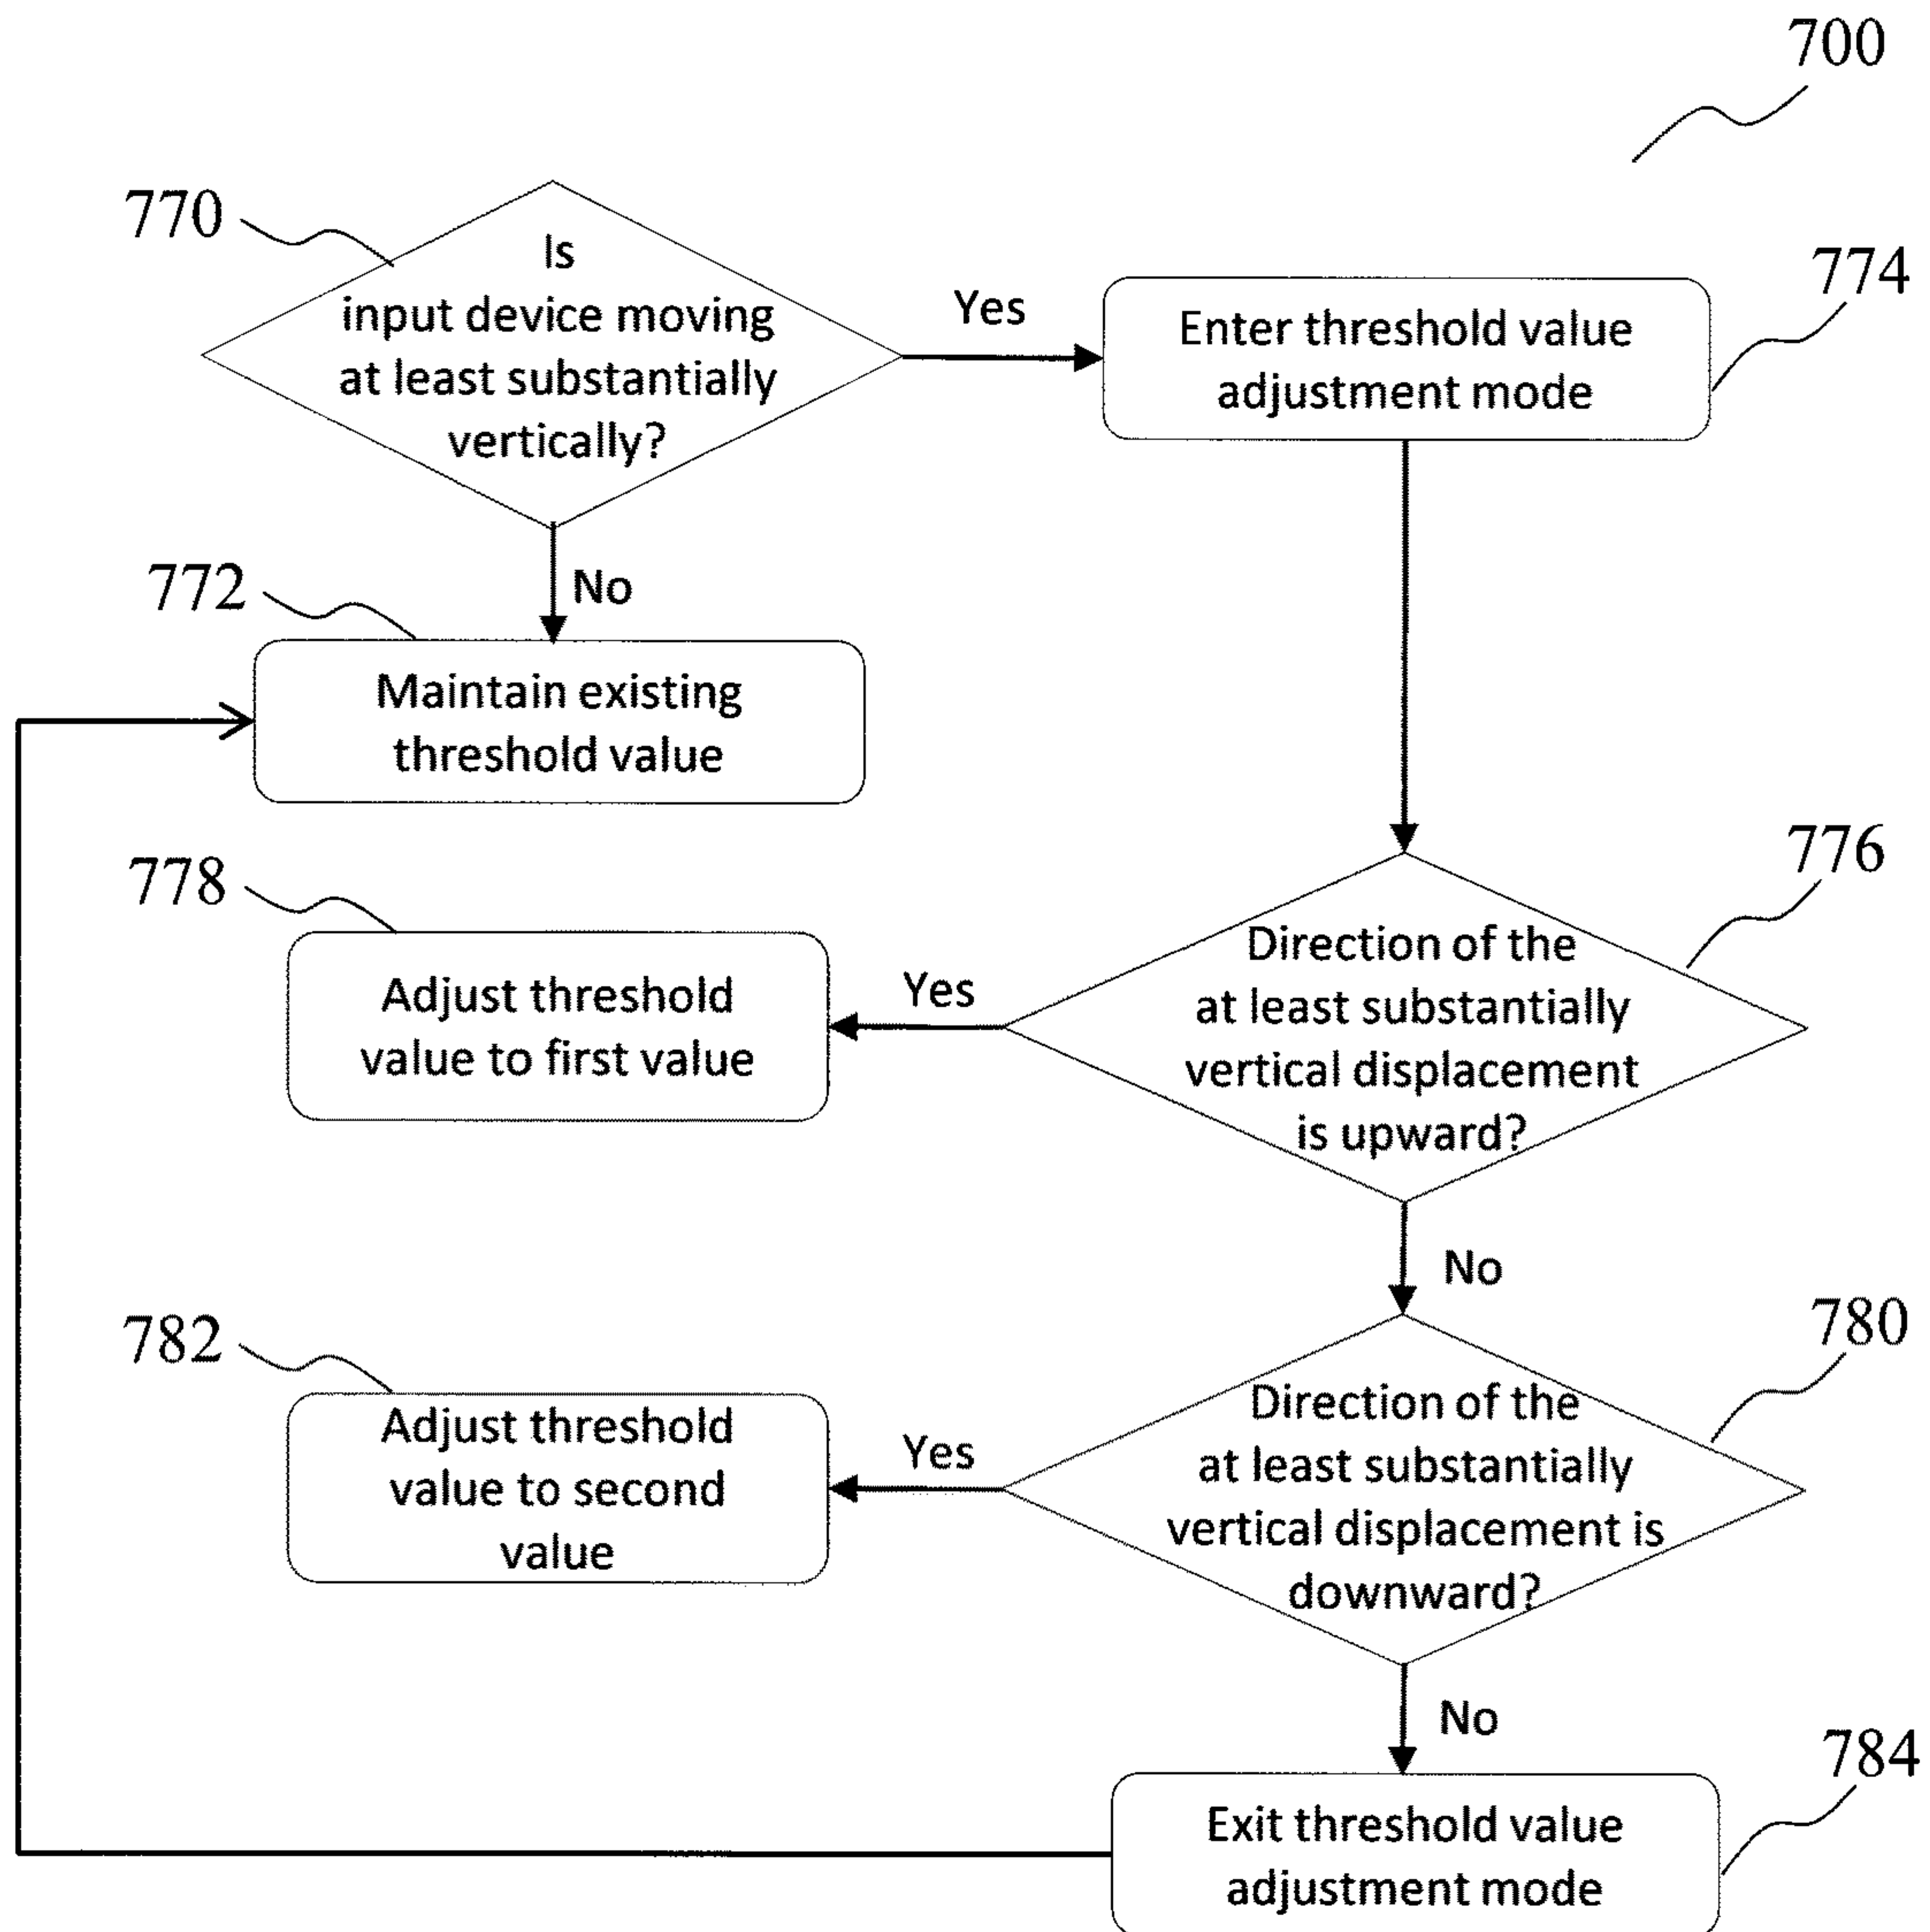 700
770
Is
input device moving
at least substantially
vertically?
Yes
774
Enter threshold value
adjustment mode
No
772
Maintain existing
threshold value
778
Adjust threshold
value to first value
Yes
776
Direction of the
at least substantially
vertical displacement
is upward?
No
782
Adjust threshold
value to second
value
Yes
780
Direction of the
at least substantially
vertical displacement is
downward?
No
784
Exit threshold value
adjustment mode